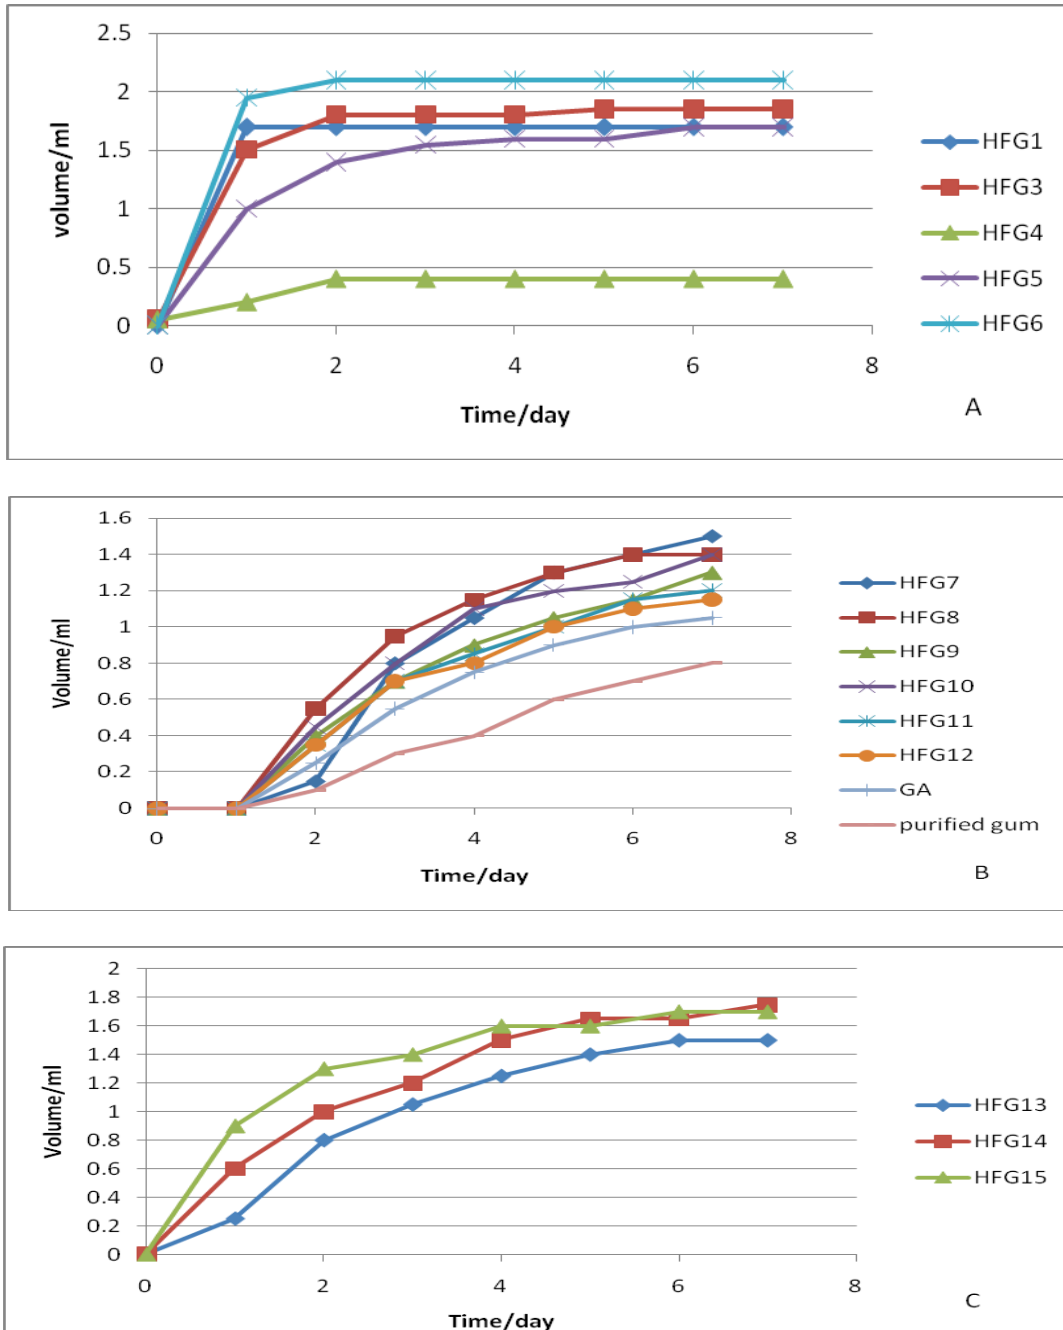 2.5
2
1.5
1
0.5
0
volume/ml
0 2 4 6 8
Time/day
HFG1
HFG3
HFG4
HFG5
HFG6
A
1.6
1.4
1.2
1
0.8
0.6
0.4
0.2
0
Volume/ml
0 2 4 6 8
Time/day
HFG7
HFG8
HFG9
HFG10
HFG11
HFG12
GA
purified gum
B
2
1.8
1.6
1.4
1.2
1
0.8
0.6
0.4
0.2
0
Volume/ml
0 2 4 6 8
Time/day
HFG13
HFG14
HFG15
C